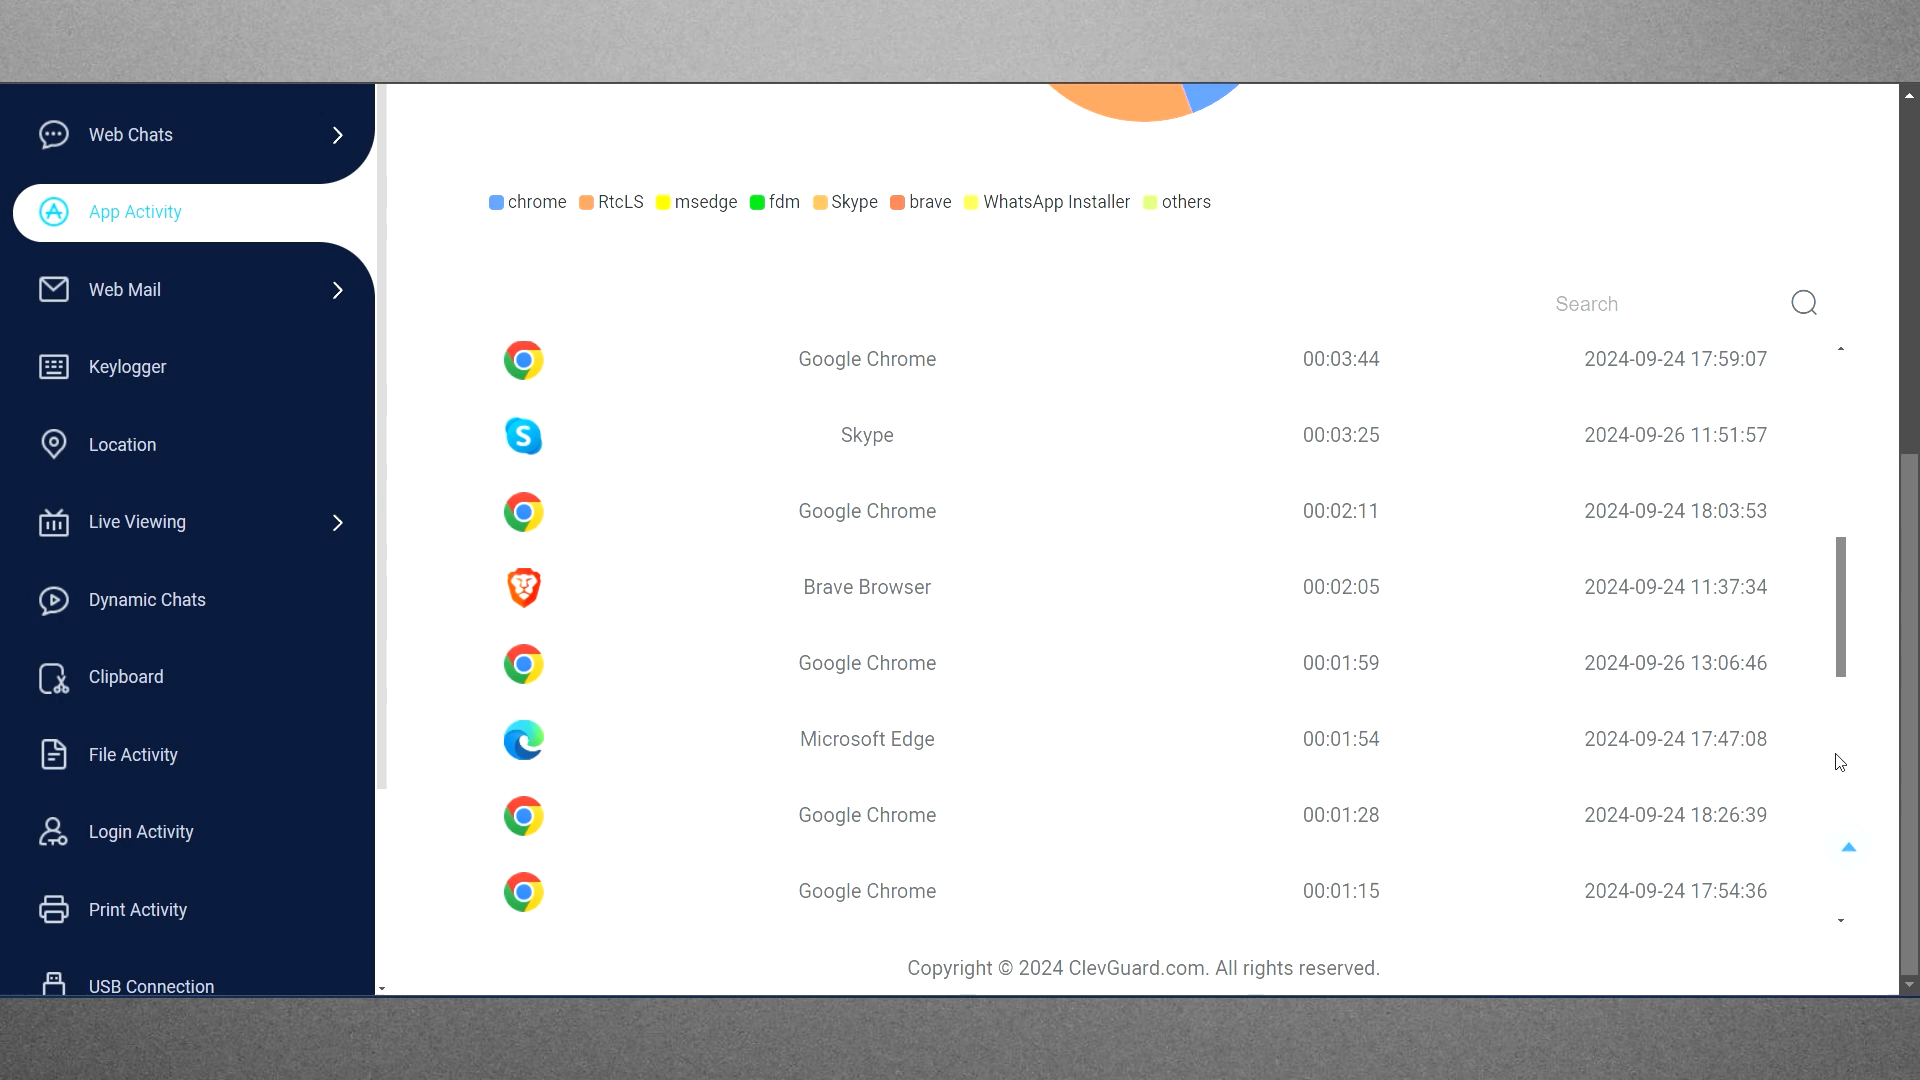 Web Chats
App Activity
Web Mail
Keylogger
Location
Live Viewing
Dynamic Chats
Clipboard
File Activity
Login Activity
Print Activity
USB Connection
chrome RtcLS msedge fdm Skype brave WhatsApp Installer others
Search
Google Chrome 00:03:44 2024-09-24 17:59:07
Skype 00:03:25 2024-09-26 11:51:57
Google Chrome 00:02:11 2024-09-24 18:03:53
Brave Browser 00:02:05 2024-09-24 11:37:34
Google Chrome 00:01:59 2024-09-26 13:06:46
Microsoft Edge 00:01:54 2024-09-24 17:47:08
Google Chrome 00:01:28 2024-09-24 18:26:39
Google Chrome 00:01:15 2024-09-24 17:54:36
Copyright © 2024 ClevGuard.com. All rights reserved.